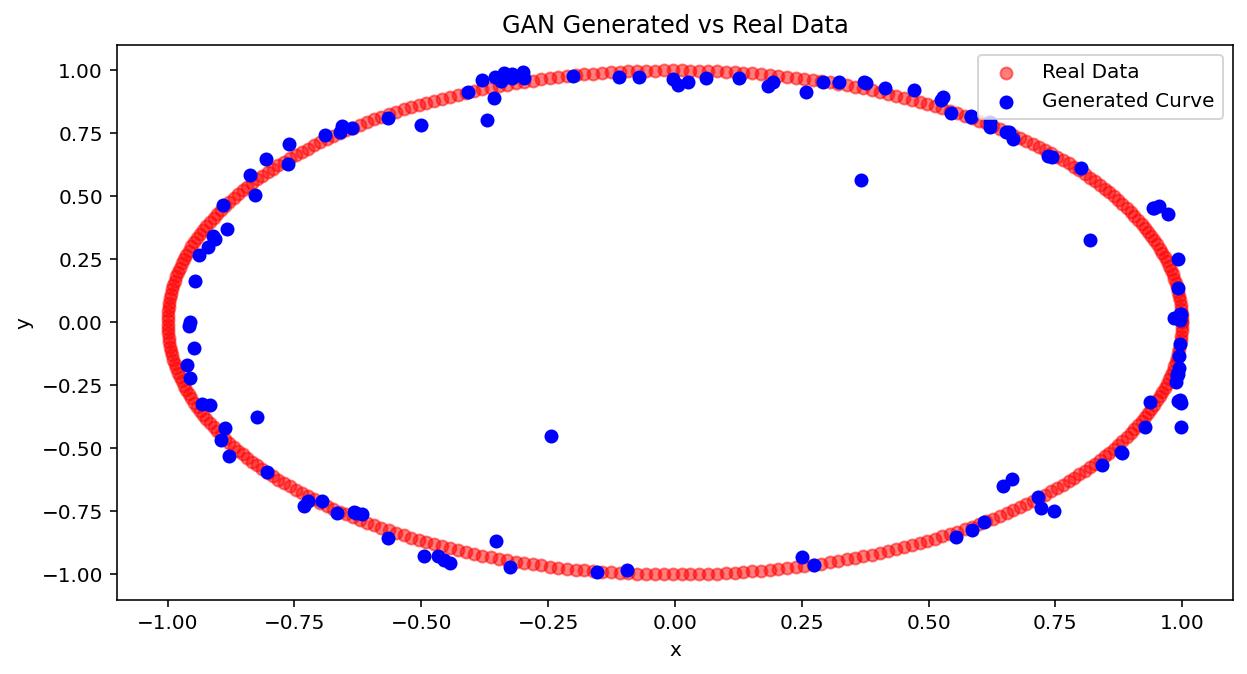 GAN Generated vs Real Data
Real Data
Generated Curve
1.00
0.75
0.50
0.25
0.00
−0.25
−0.50
−0.75
−1.00
y
−1.00 −0.75 −0.50 −0.25 0.00 0.25 0.50 0.75 1.00
x